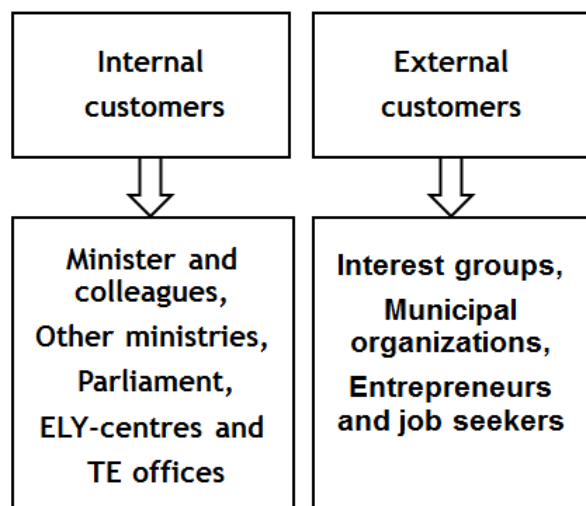 Internal
customers
External
customers
Minister and
colleagues,
Other ministries,
Parliament,
ELY-centres and
TE offices
Interest groups,
Municipal
organizations,
Entrepreneurs
and job seekers